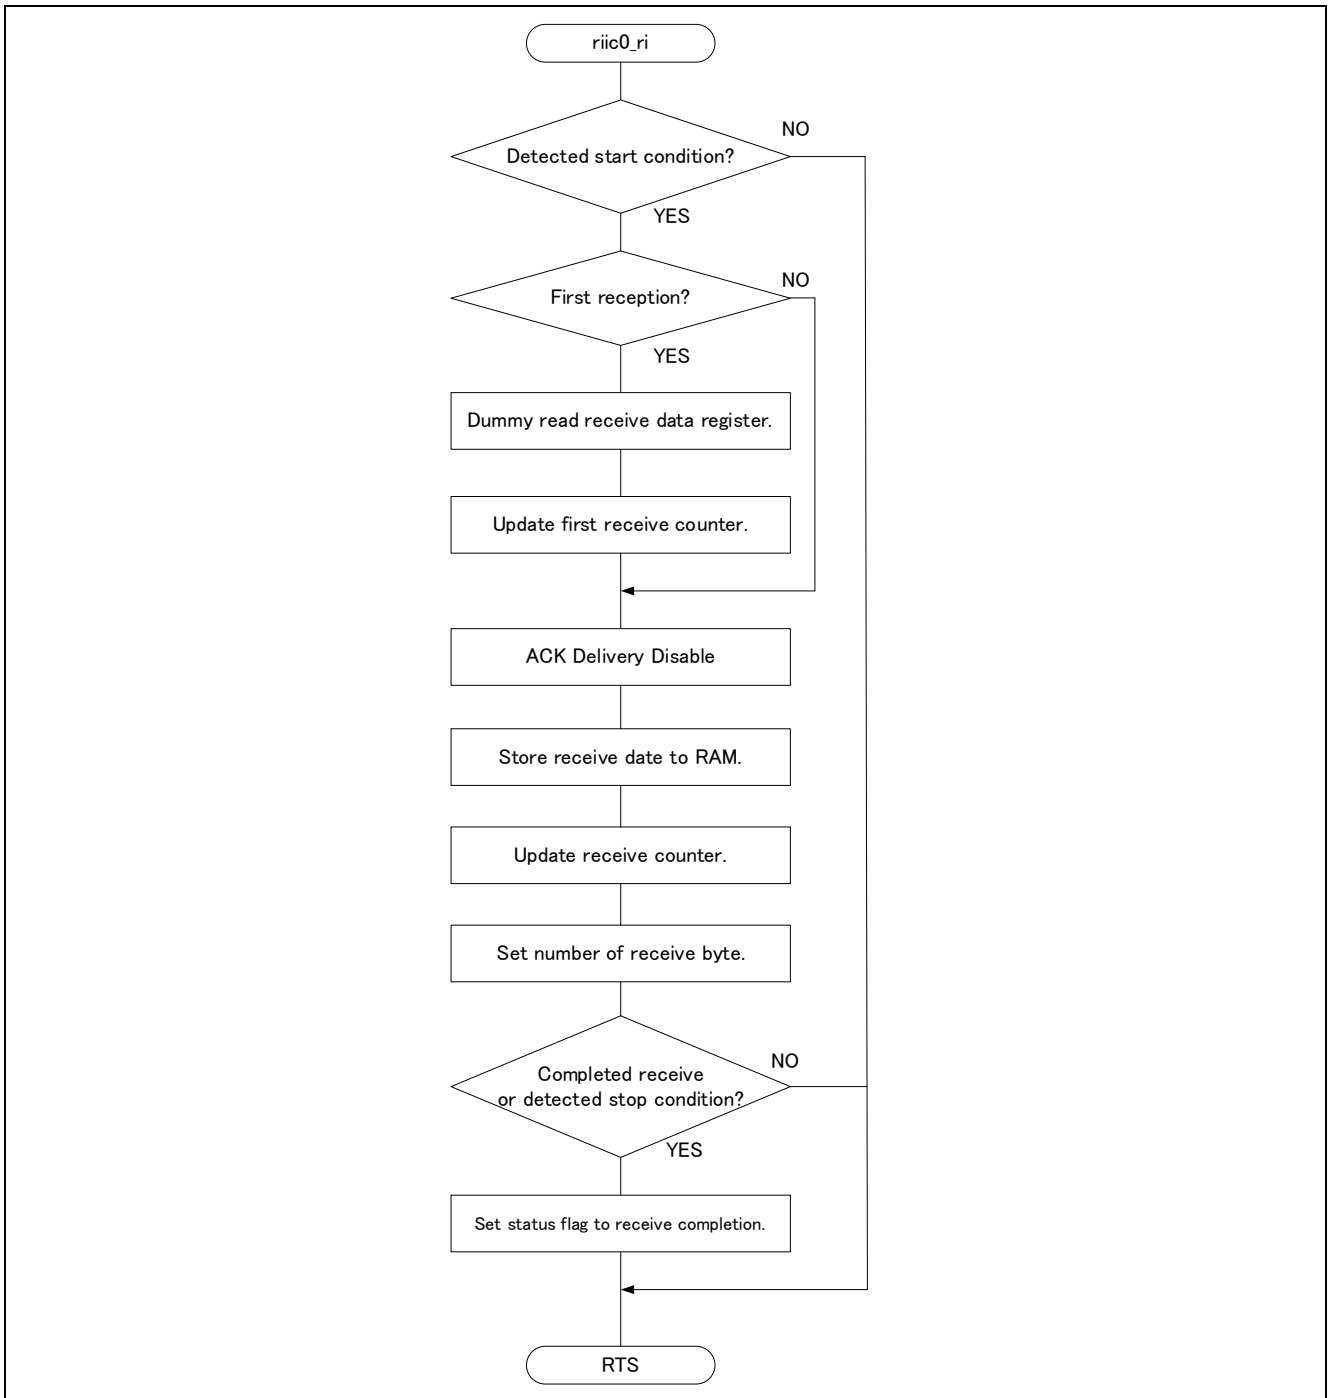 riic0_ri
NO
Detected start condition?
YES
NO
First reception?
YES
Dummy read receive data register.
Update first receive counter.
ACK Delivery Disable
Store receive date to RAM.
Update receive counter.
Set number of receive byte.
NO
Completed receive
or detected stop condition?
YES
Set status flag to receive completion.
RTS